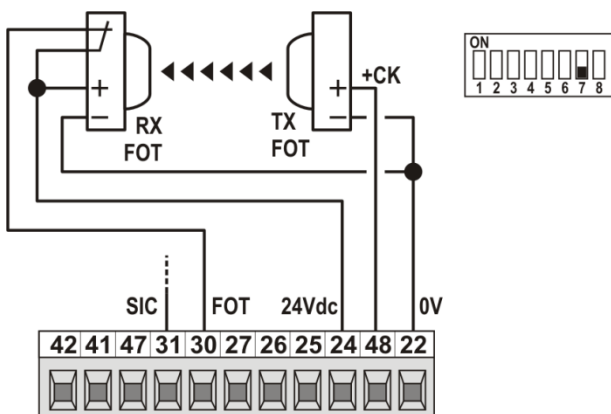 ON
1 2 3 4 5 6 7 8
+CK
+
+
−
−
RX
FOT
TX
FOT
SIC
FOT
24Vdc
0V
42 41 47 31 30 27 26 25 24 48 22